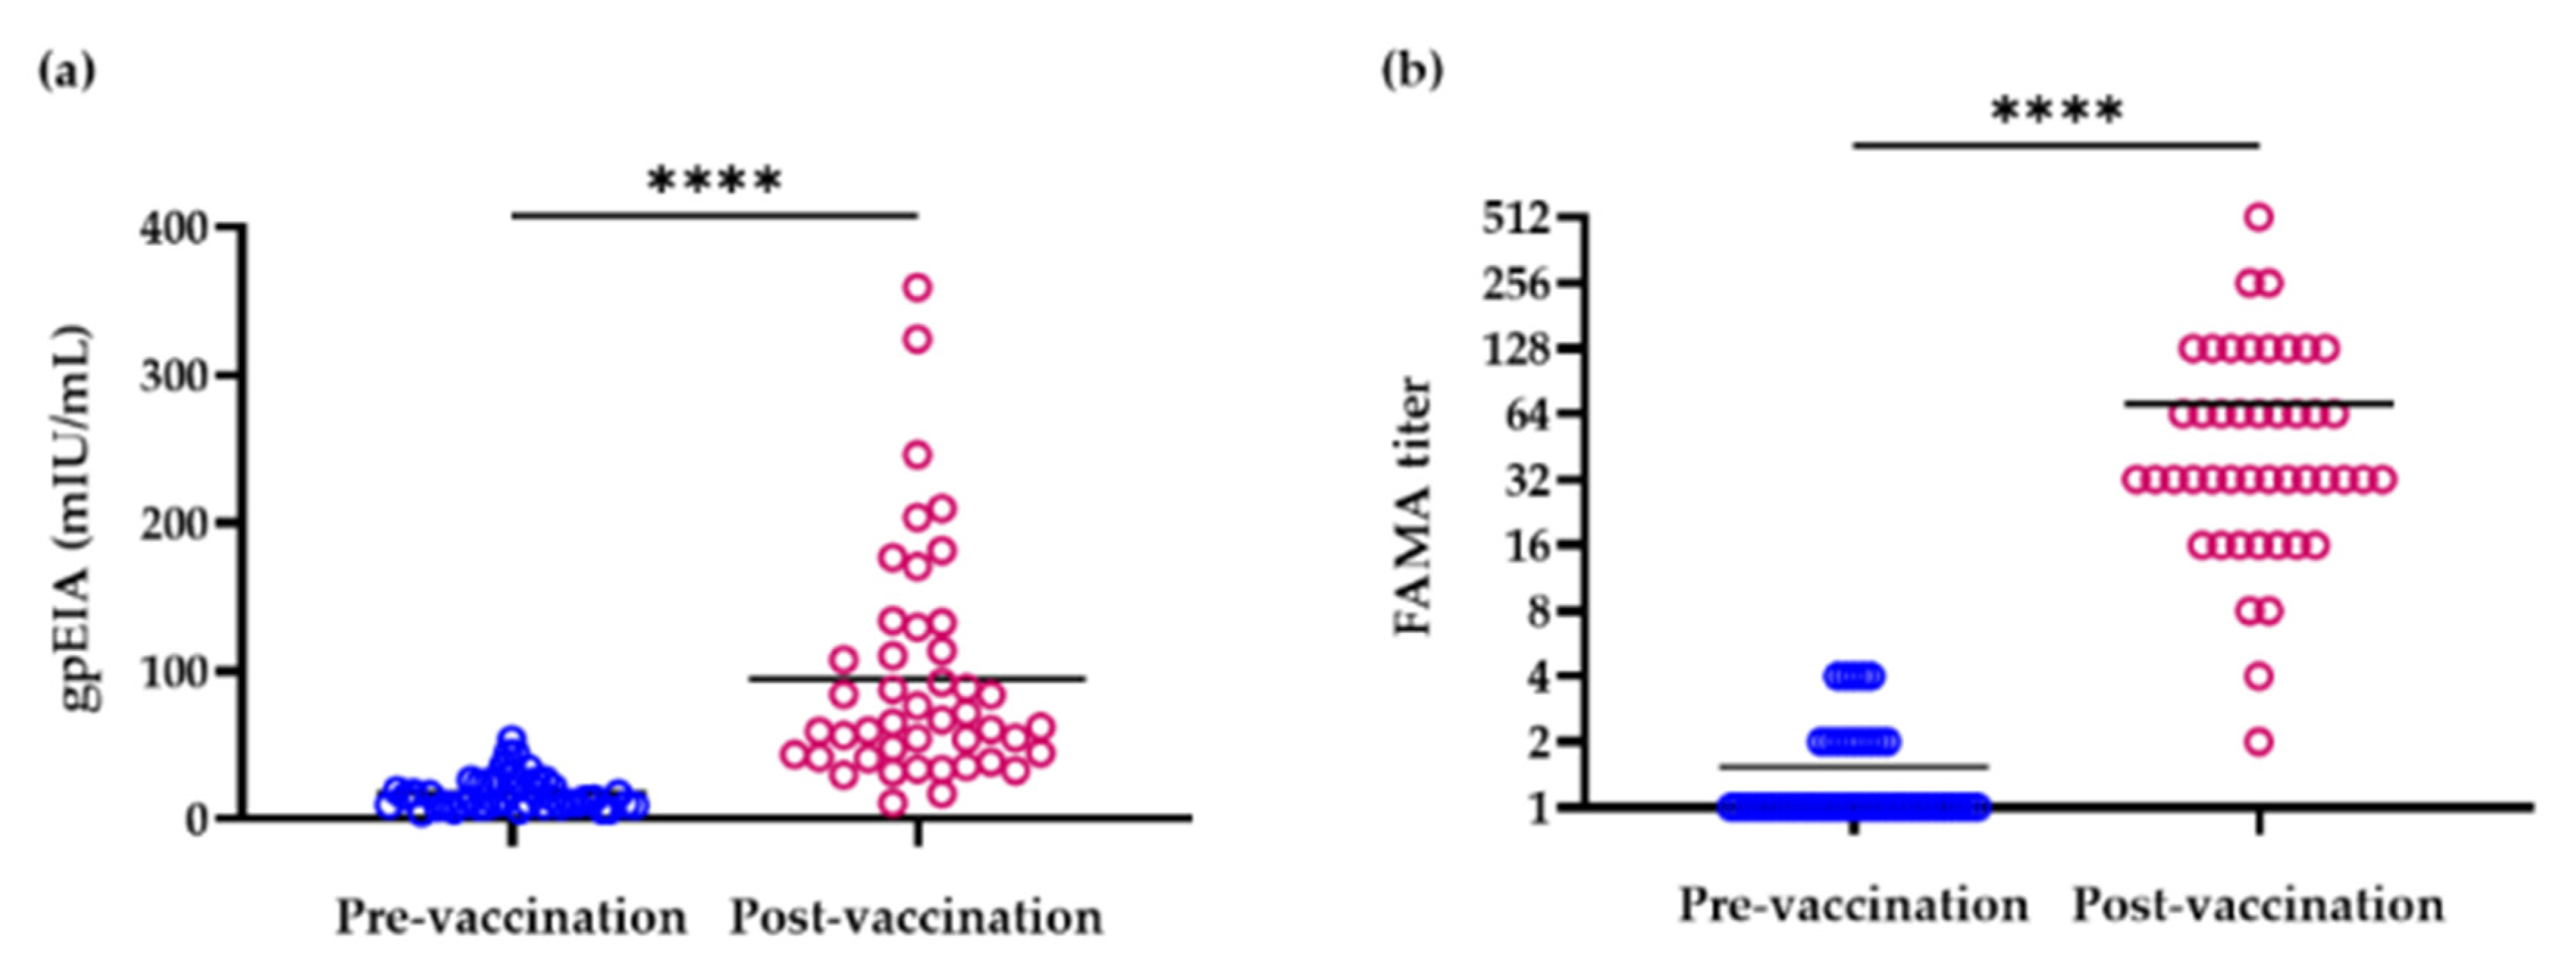 (a)
****
400
300
200
100
0
gpEIA (mIU/mL)
Pre-vaccination
Post-vaccination
(b)
****
512
256
128
64
32
16
8
4
2
1
FAMA titer
Pre-vaccination
Post-vaccination